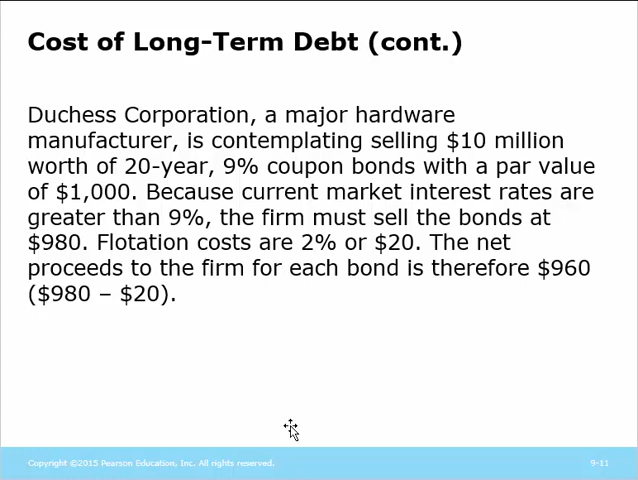 Cost of Long-Term Debt (cont.)
Duchess Corporation, a major hardware
manufacturer, is contemplating selling $10 million
worth of 20-year, 9% coupon bonds with a par value
of $1,000. Because current market interest rates are
greater than 9%, the firm must sell the bonds at
$980. Flotation costs are 2% or $20. The net
proceeds to the firm for each bond is therefore $960
($980 – $20).
Copyright ©2015 Pearson Education, Inc. All rights reserved.
9-11